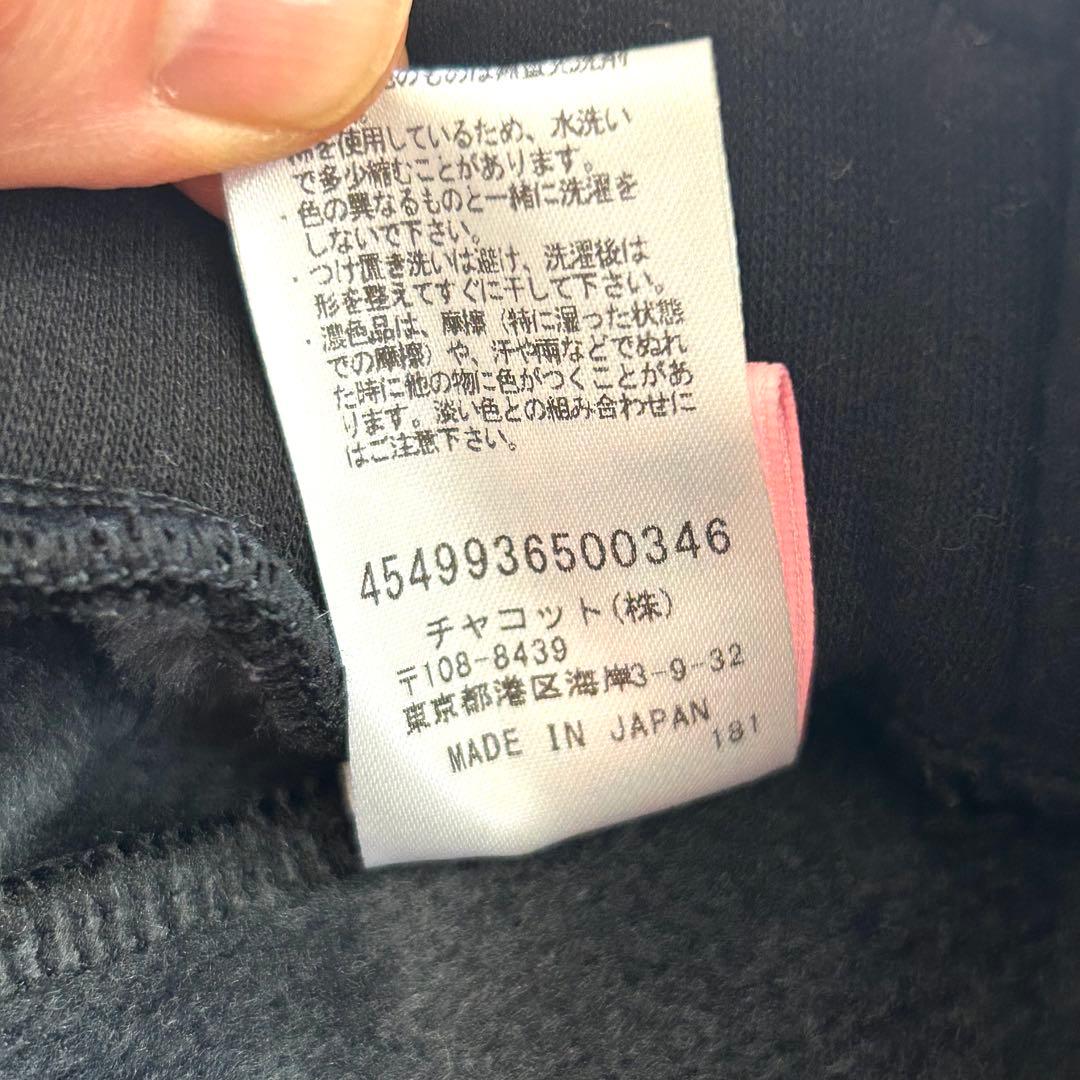 を使用しているため、水洗い
で多少縮むことがあります。
・色の異なるものと一緒に洗濯を
しないで下さい。
・つけ置き洗いは避け、洗濯後は
形を整えてすぐに干して下さい。
・濃色品は、摩擦(特に湿った状態
での摩擦)や、汗や雨などでぬれ
た時に他の物に色がつくことがあ
ります。淡い色との組み合わせに
はご注意下さい。
4549936500346
チャコット(株)
〒108-8439
東京都港区海岸3-9-32
MADE IN JAPAN
181